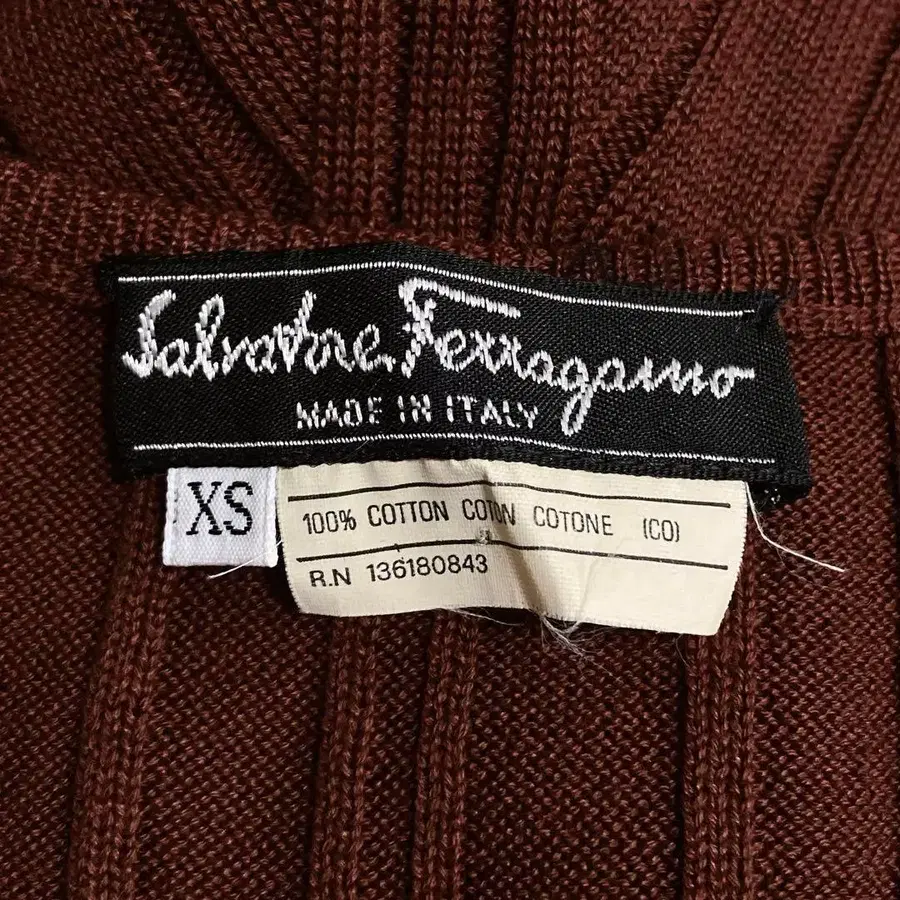 Salvatore Ferragamo
MADE IN ITALY
XS
100% COTTON COTON COTONE (CO)
R.N 136180843